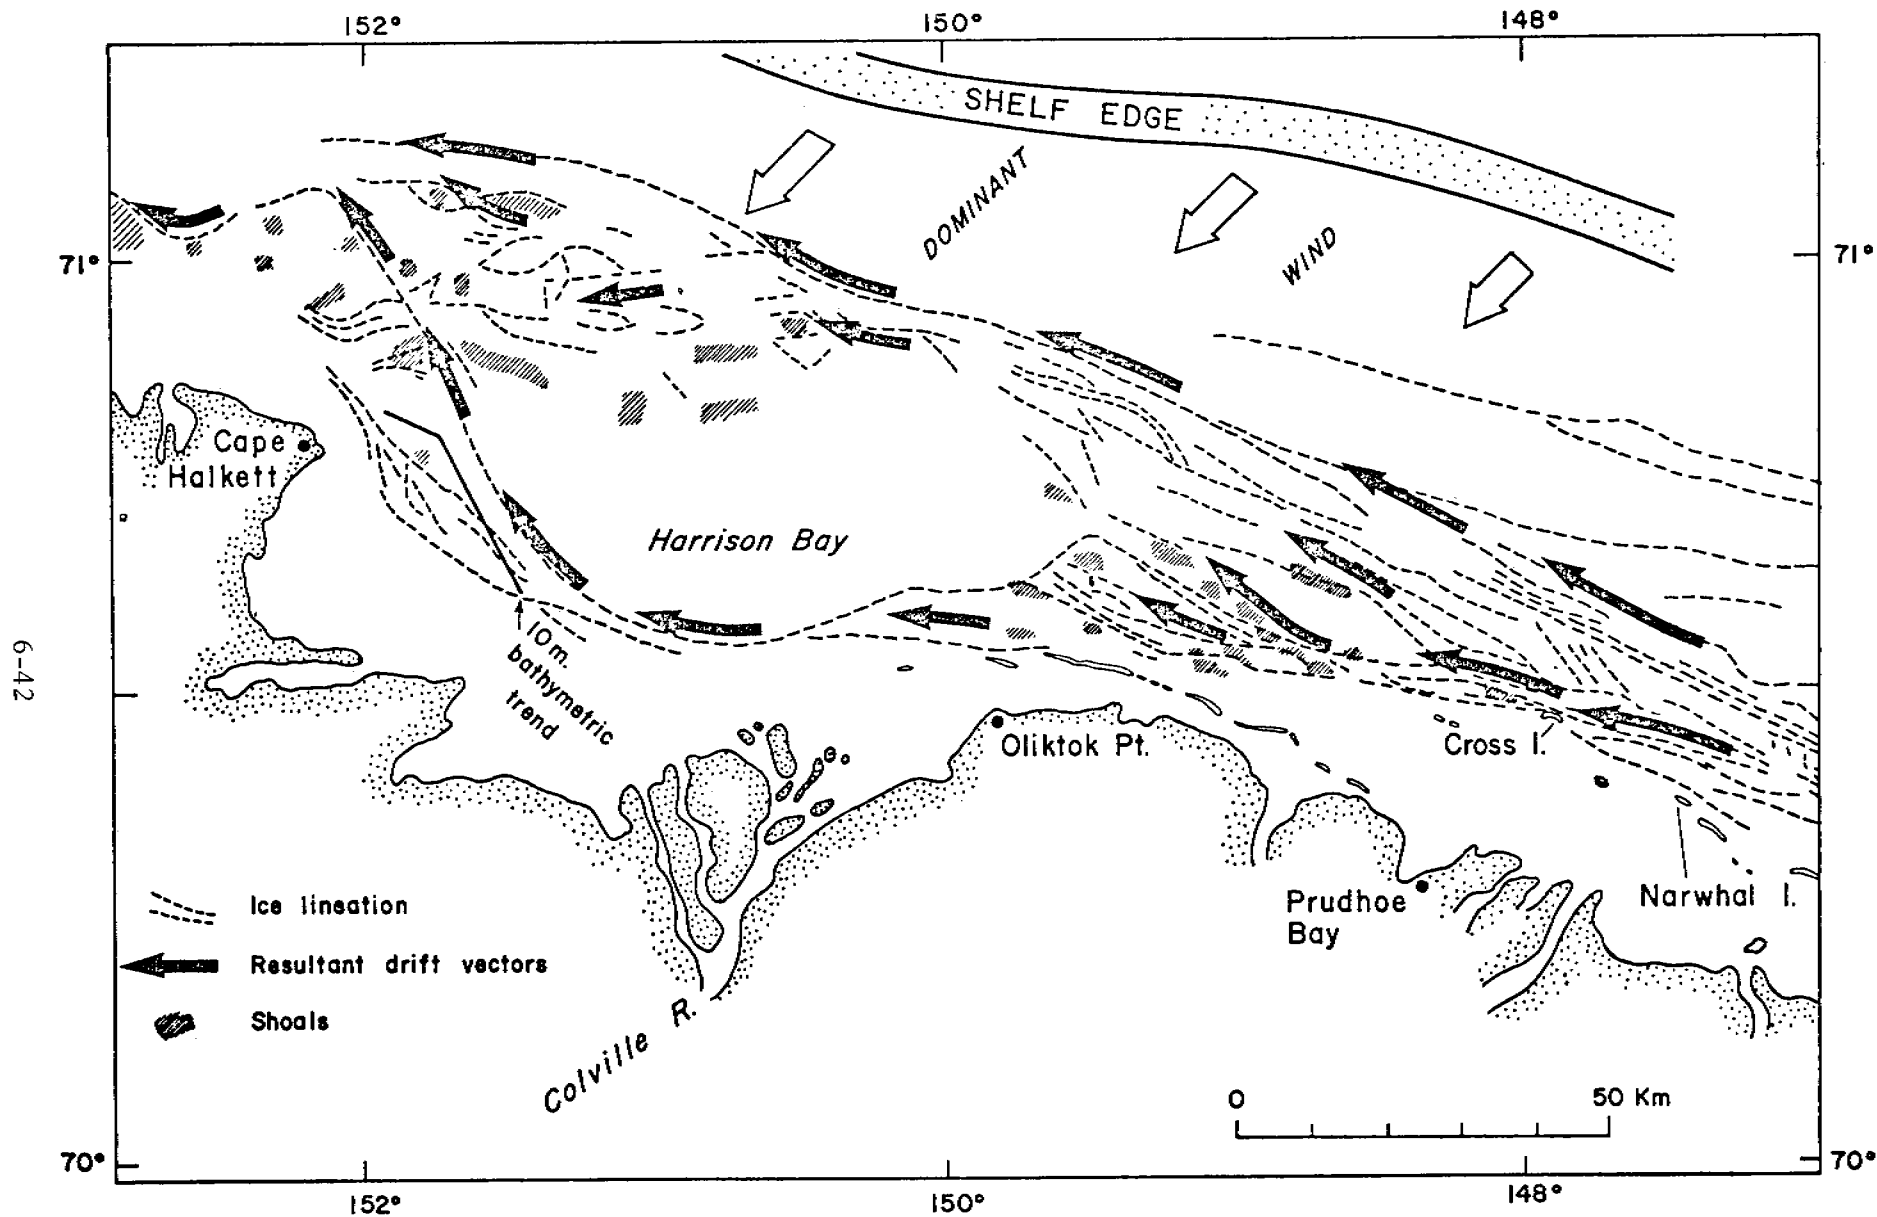 152°
150°
148°
SHELF EDGE
DOMINANT
WIND
71°
71°
Cape
Halkett
Harrison Bay
10 m.
bathymetric
trend
Oliktok Pt.
Cross I.
6-42
Ice lineation
Prudhoe
Bay
Narwhal I.
Resultant drift vectors
Shoals
Colville R.
0
50 Km
70°
70°
152°
150°
148°